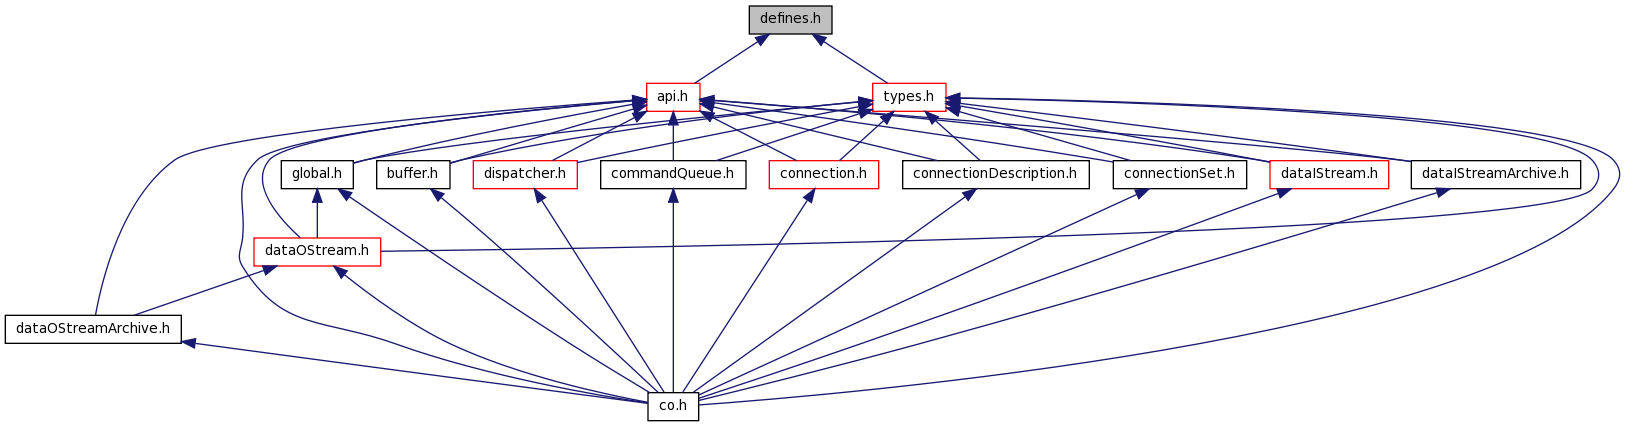 defines.h
api.h
types.h
global.h
buffer.h
dispatcher.h
commandQueue.h
connection.h
connectionDescription.h
connectionSet.h
dataIStream.h
dataIStreamArchive.h
dataOStream.h
dataOStreamArchive.h
co.h